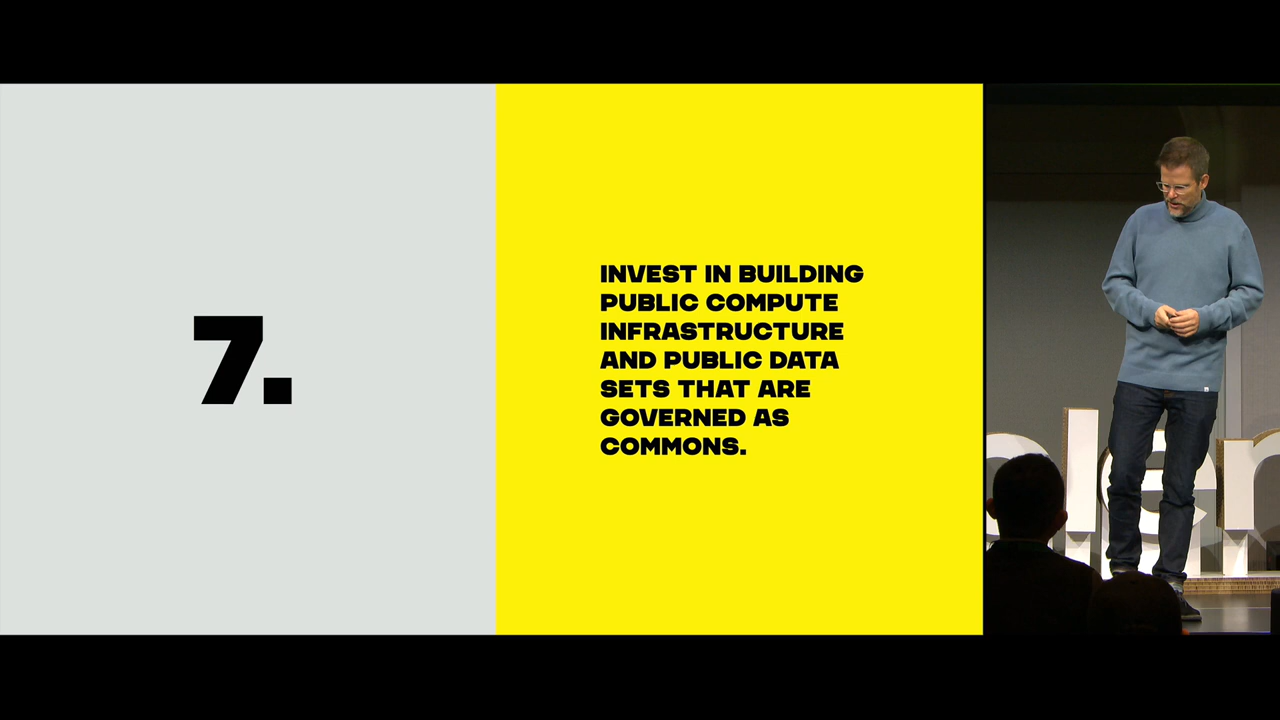 7.
INVEST IN BUILDING
PUBLIC COMPUTE
INFRASTRUCTURE
AND PUBLIC DATA
SETS THAT ARE
GOVERNED AS
COMMONS.